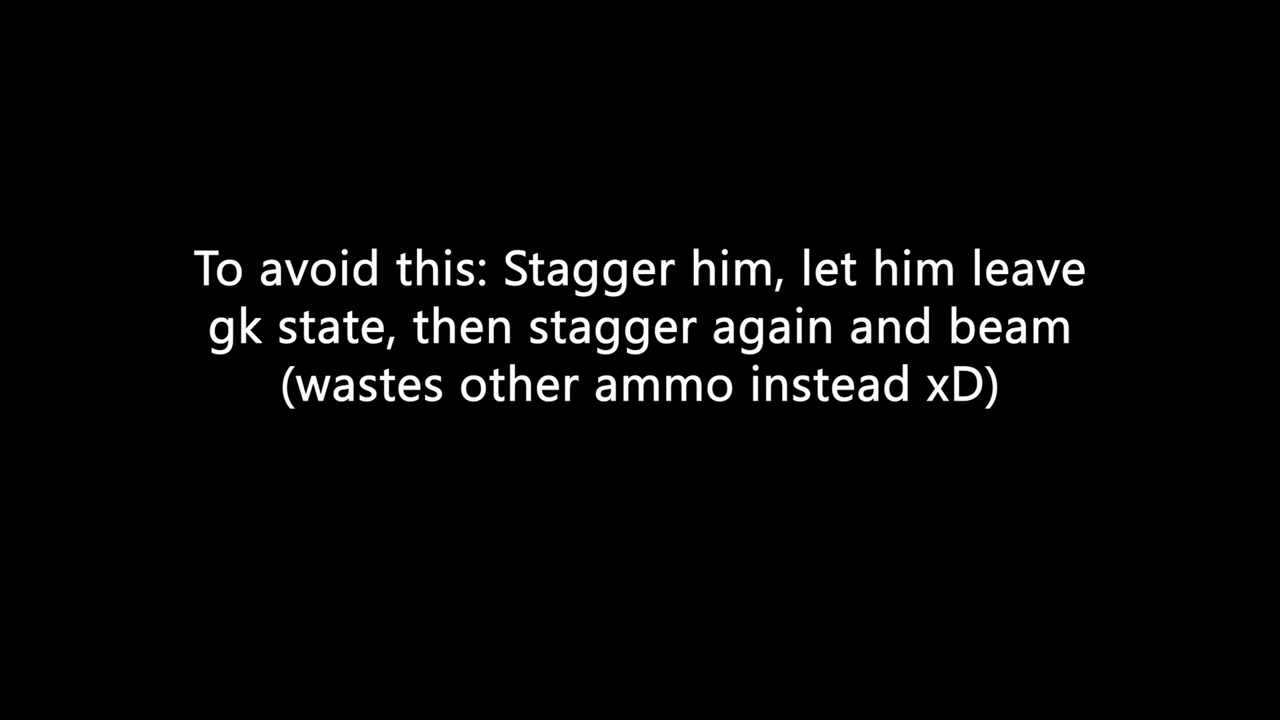 To avoid this: Stagger him, let him leave
gk state, then stagger again and beam
(wastes other ammo instead xD)